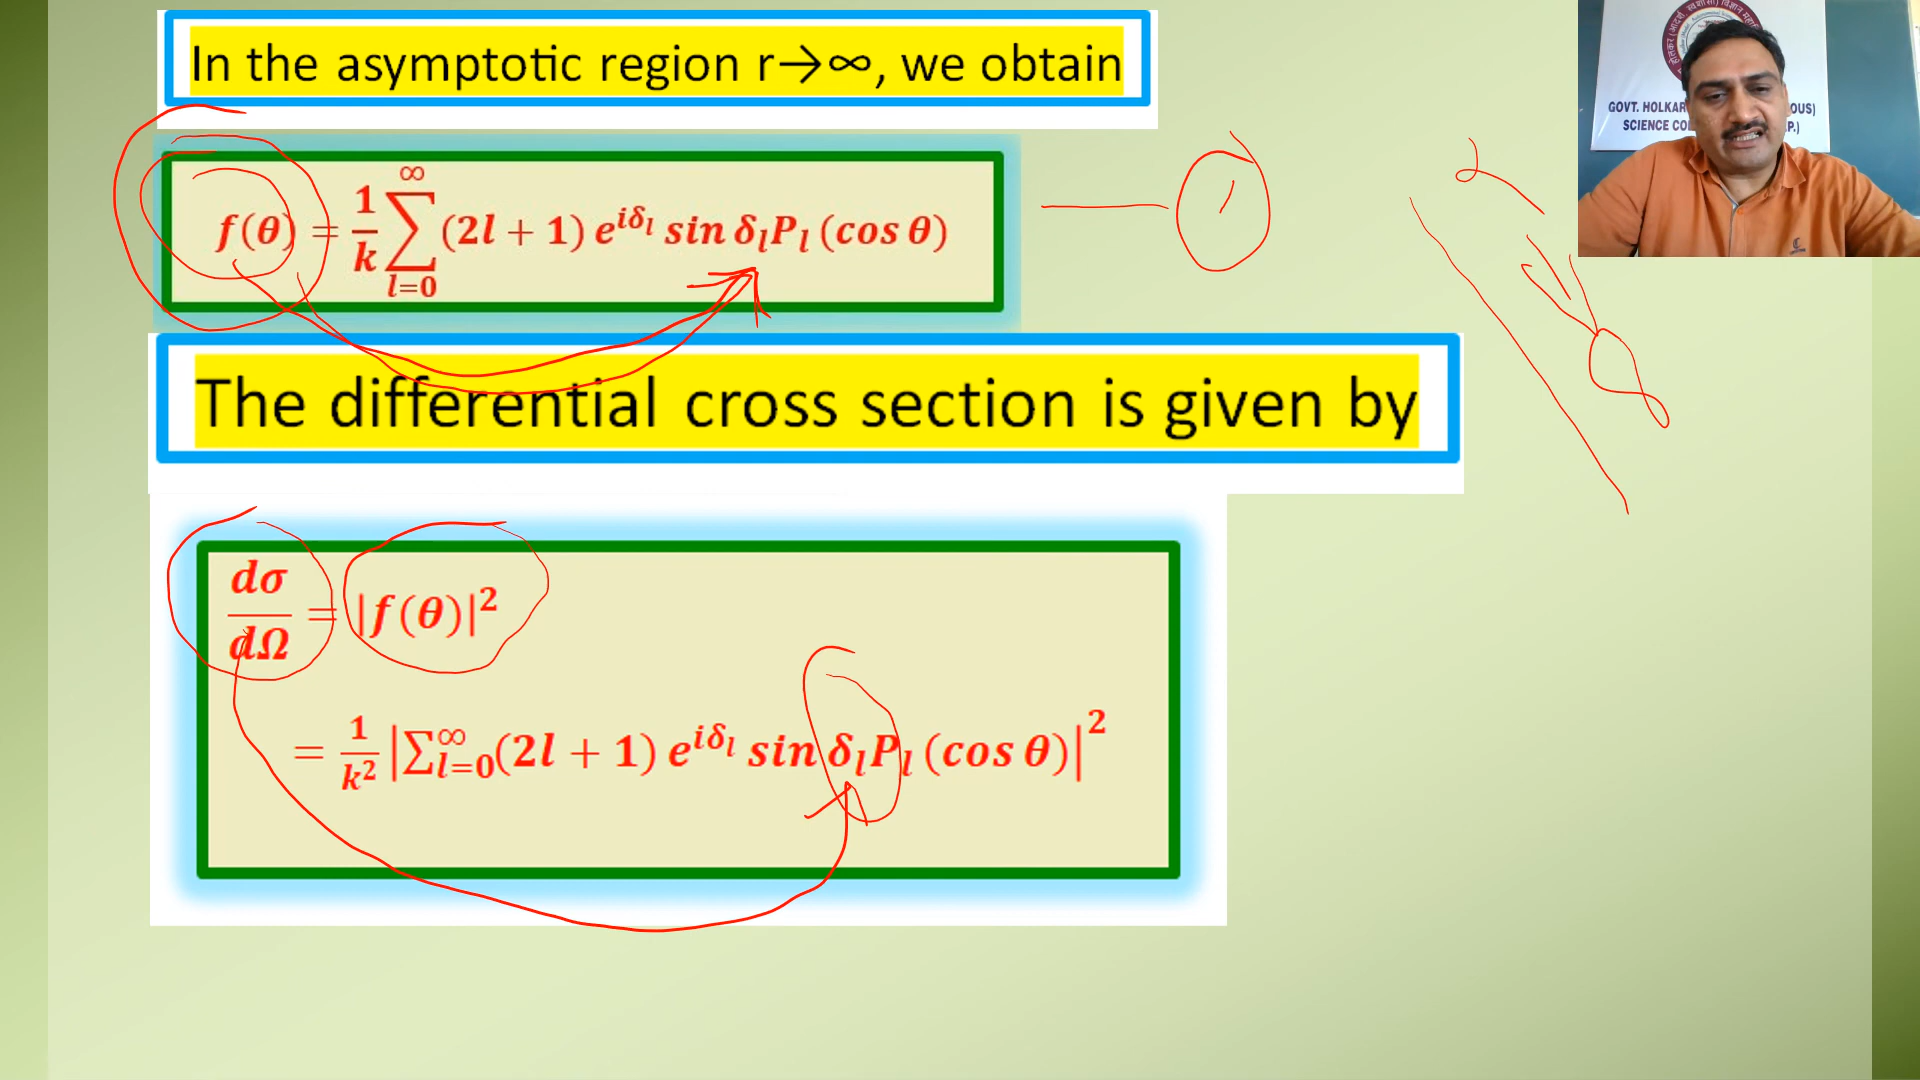 In the asymptotic region r→∞, we obtain
f(θ) = 1/k ∑_{l=0}^{∞} (2l + 1) e^{iδ_l} sin δ_l P_l (cos θ)
1
2
The differential cross section is given by
dσ/dΩ = |f(θ)|²
= 1/k² |∑_{l=0}^{∞}(2l + 1) e^{iδ_l} sin δ_l P_l (cos θ)|²
GOVT. HOLKAR OUS)
SCIENCE CO P.)